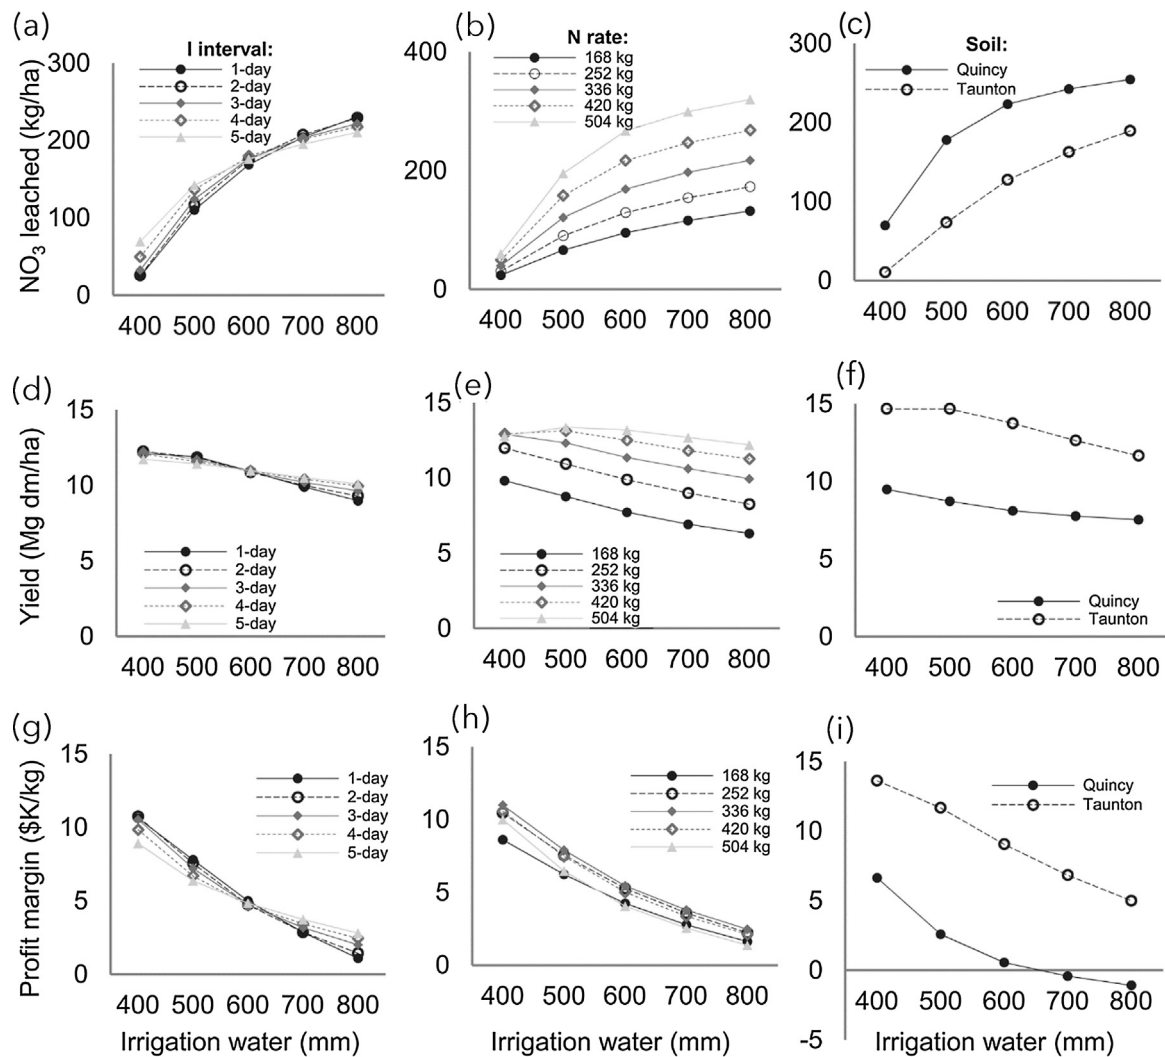 (a)
I interval:
1-day
2-day
3-day
4-day
5-day
NO3 leached (kg/ha)
300
200
100
0
400 500 600 700 800
(b)
N rate:
168 kg
252 kg
336 kg
420 kg
504 kg
400
200
0
400 500 600 700 800
(c)
Soil:
Quincy
Taunton
300
200
100
0
400 500 600 700 800
(d)
Yield (Mg dm/ha)
15
10
5
0
1-day
2-day
3-day
4-day
5-day
400 500 600 700 800
(e)
15
10
5
0
168 kg
252 kg
336 kg
420 kg
504 kg
400 500 600 700 800
(f)
15
10
5
0
Quincy
Taunton
400 500 600 700 800
(g)
Profit margin ($K/kg)
15
10
5
0
1-day
2-day
3-day
4-day
5-day
400 500 600 700 800
Irrigation water (mm)
(h)
15
10
5
0
168 kg
252 kg
336 kg
420 kg
504 kg
400 500 600 700 800
Irrigation water (mm)
(i)
15
10
5
0
-5
Quincy
Taunton
400 500 600 700 800
Irrigation water (mm)